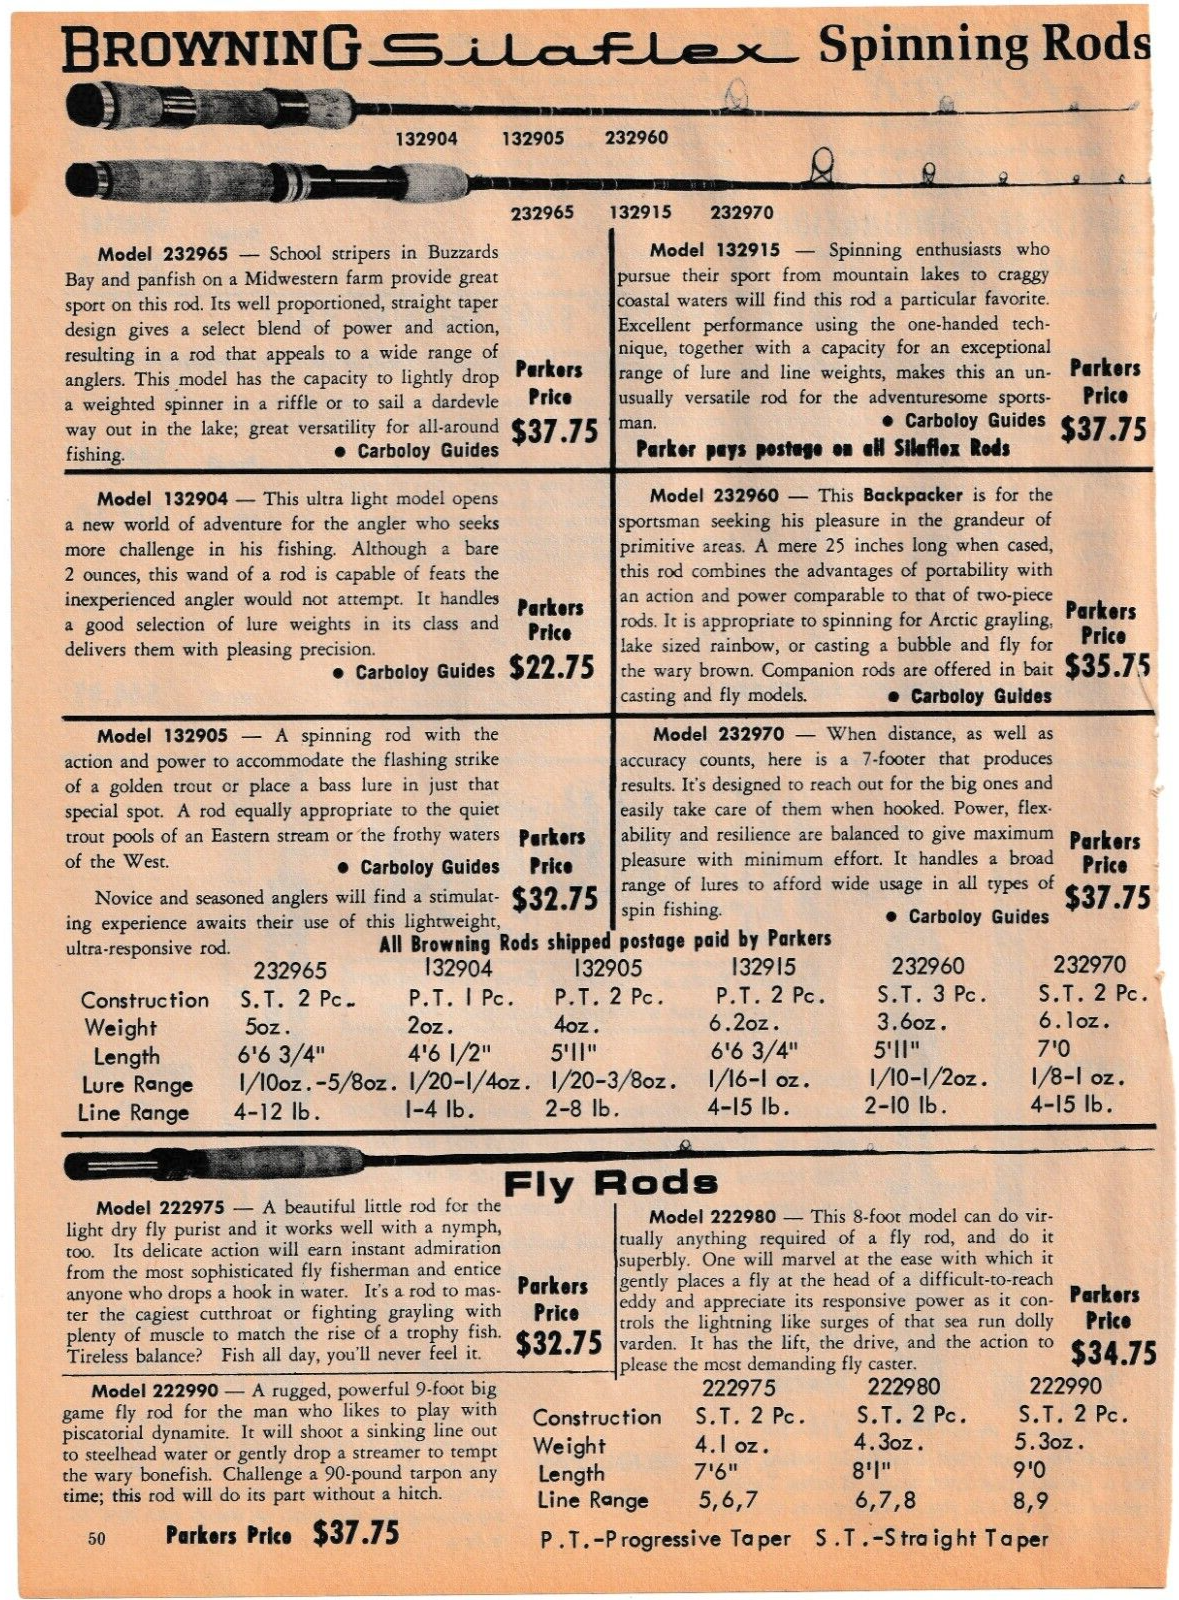 BROWNING Silaflex Spinning Rods
132904 132905 232960
232965 132915 232970
Model 232965 — School stripers in Buzzards
Bay and panfish on a Midwestern farm provide great
sport on this rod. Its well proportioned, straight taper
design gives a select blend of power and action,
resulting in a rod that appeals to a wide range of
anglers. This model has the capacity to lightly drop
a weighted spinner in a riffle or to sail a dardevle
way out in the lake; great versatility for all-around
fishing.
● Carboloy Guides
Parkers
Price
$37.75
Model 132915 — Spinning enthusiasts who
pursue their sport from mountain lakes to craggy
coastal waters will find this rod a particular favorite.
Excellent performance using the one-handed tech-
nique, together with a capacity for an exceptional
range of lure and line weights, makes this an un-
usually versatile rod for the adventuresome sports-
man.
● Carboloy Guides
Parker pays postage on all Silaflex Rods
Parkers
Price
$37.75
Model 132904 — This ultra light model opens
a new world of adventure for the angler who seeks
more challenge in his fishing. Although a bare
2 ounces, this wand of a rod is capable of feats the
inexperienced angler would not attempt. It handles
a good selection of lure weights in its class and
delivers them with pleasing precision.
● Carboloy Guides
Parkers
Price
$22.75
Model 232960 — This Backpacker is for the
sportsman seeking his pleasure in the grandeur of
primitive areas. A mere 25 inches long when cased,
this rod combines the advantages of portability with
an action and power comparable to that of two-piece
rods. It is appropriate to spinning for Arctic grayling,
lake sized rainbow, or casting a bubble and fly for
the wary brown. Companion rods are offered in bait
casting and fly models.
● Carboloy Guides
Parkers
Price
$35.75
Model 132905 — A spinning rod with the
action and power to accommodate the flashing strike
of a golden trout or place a bass lure in just that
special spot. A rod equally appropriate to the quiet
trout pools of an Eastern stream or the frothy waters
of the West.
● Carboloy Guides
Novice and seasoned anglers will find a stimulat-
ing experience awaits their use of this lightweight,
ultra-responsive rod.
Parkers
Price
$32.75
Model 232970 — When distance, as well as
accuracy counts, here is a 7-footer that produces
results. It's designed to reach out for the big ones and
easily take care of them when hooked. Power, flex-
ability and resilience are balanced to give maximum
pleasure with minimum effort. It handles a broad
range of lures to afford wide usage in all types of
spin fishing.
● Carboloy Guides
Parkers
Price
$37.75
All Browning Rods shipped postage paid by Parkers
232965 132904 132905 132915 232960 232970
Construction S.T. 2 Pc. P.T. 1 Pc. P.T. 2 Pc. P.T. 2 Pc. S.T. 3 Pc. S.T. 2 Pc.
Weight 5oz. 2oz. 4oz. 6.2oz. 3.6oz. 6.1oz.
Length 6'6 3/4" 4'6 1/2" 5'11" 6'6 3/4" 5'11" 7'0
Lure Range 1/10oz.-5/8oz. 1/20-1/4oz. 1/20-3/8oz. 1/16-1 oz. 1/10-1/2oz. 1/8-1 oz.
Line Range 4-12 lb. 1-4 lb. 2-8 lb. 4-15 lb. 2-10 lb. 4-15 lb.
Fly Rods
Model 222975 — A beautiful little rod for the
light dry fly purist and it works well with a nymph,
too. Its delicate action will earn instant admiration
from the most sophisticated fly fisherman and entice
anyone who drops a hook in water. It's a rod to mas-
ter the cagiest cutthroat or fighting grayling with
plenty of muscle to match the rise of a trophy fish.
Tireless balance? Fish all day, you'll never feel it.
Parkers
Price
$32.75
Model 222980 — This 8-foot model can do vir-
tually anything required of a fly rod, and do it
superbly. One will marvel at the ease with which it
gently places a fly at the head of a difficult-to-reach
eddy and appreciate its responsive power as it con-
trols the lightning like surges of that sea run dolly
varden. It has the lift, the drive, and the action to
please the most demanding fly caster.
Parkers
Price
$34.75
Model 222990 — A rugged, powerful 9-foot big
game fly rod for the man who likes to play with
piscatorial dynamite. It will shoot a sinking line out
to steelhead water or gently drop a streamer to tempt
the wary bonefish. Challenge a 90-pound tarpon any
time; this rod will do its part without a hitch.
Parkers Price $37.75
222975 222980 222990
Construction S.T. 2 Pc. S.T. 2 Pc. S.T. 2 Pc.
Weight 4.1 oz. 4.3oz. 5.3oz.
Length 7'6" 8'1" 9'0
Line Range 5,6,7 6,7,8 8,9
P.T.-Progressive Taper S.T.-Straight Taper
50